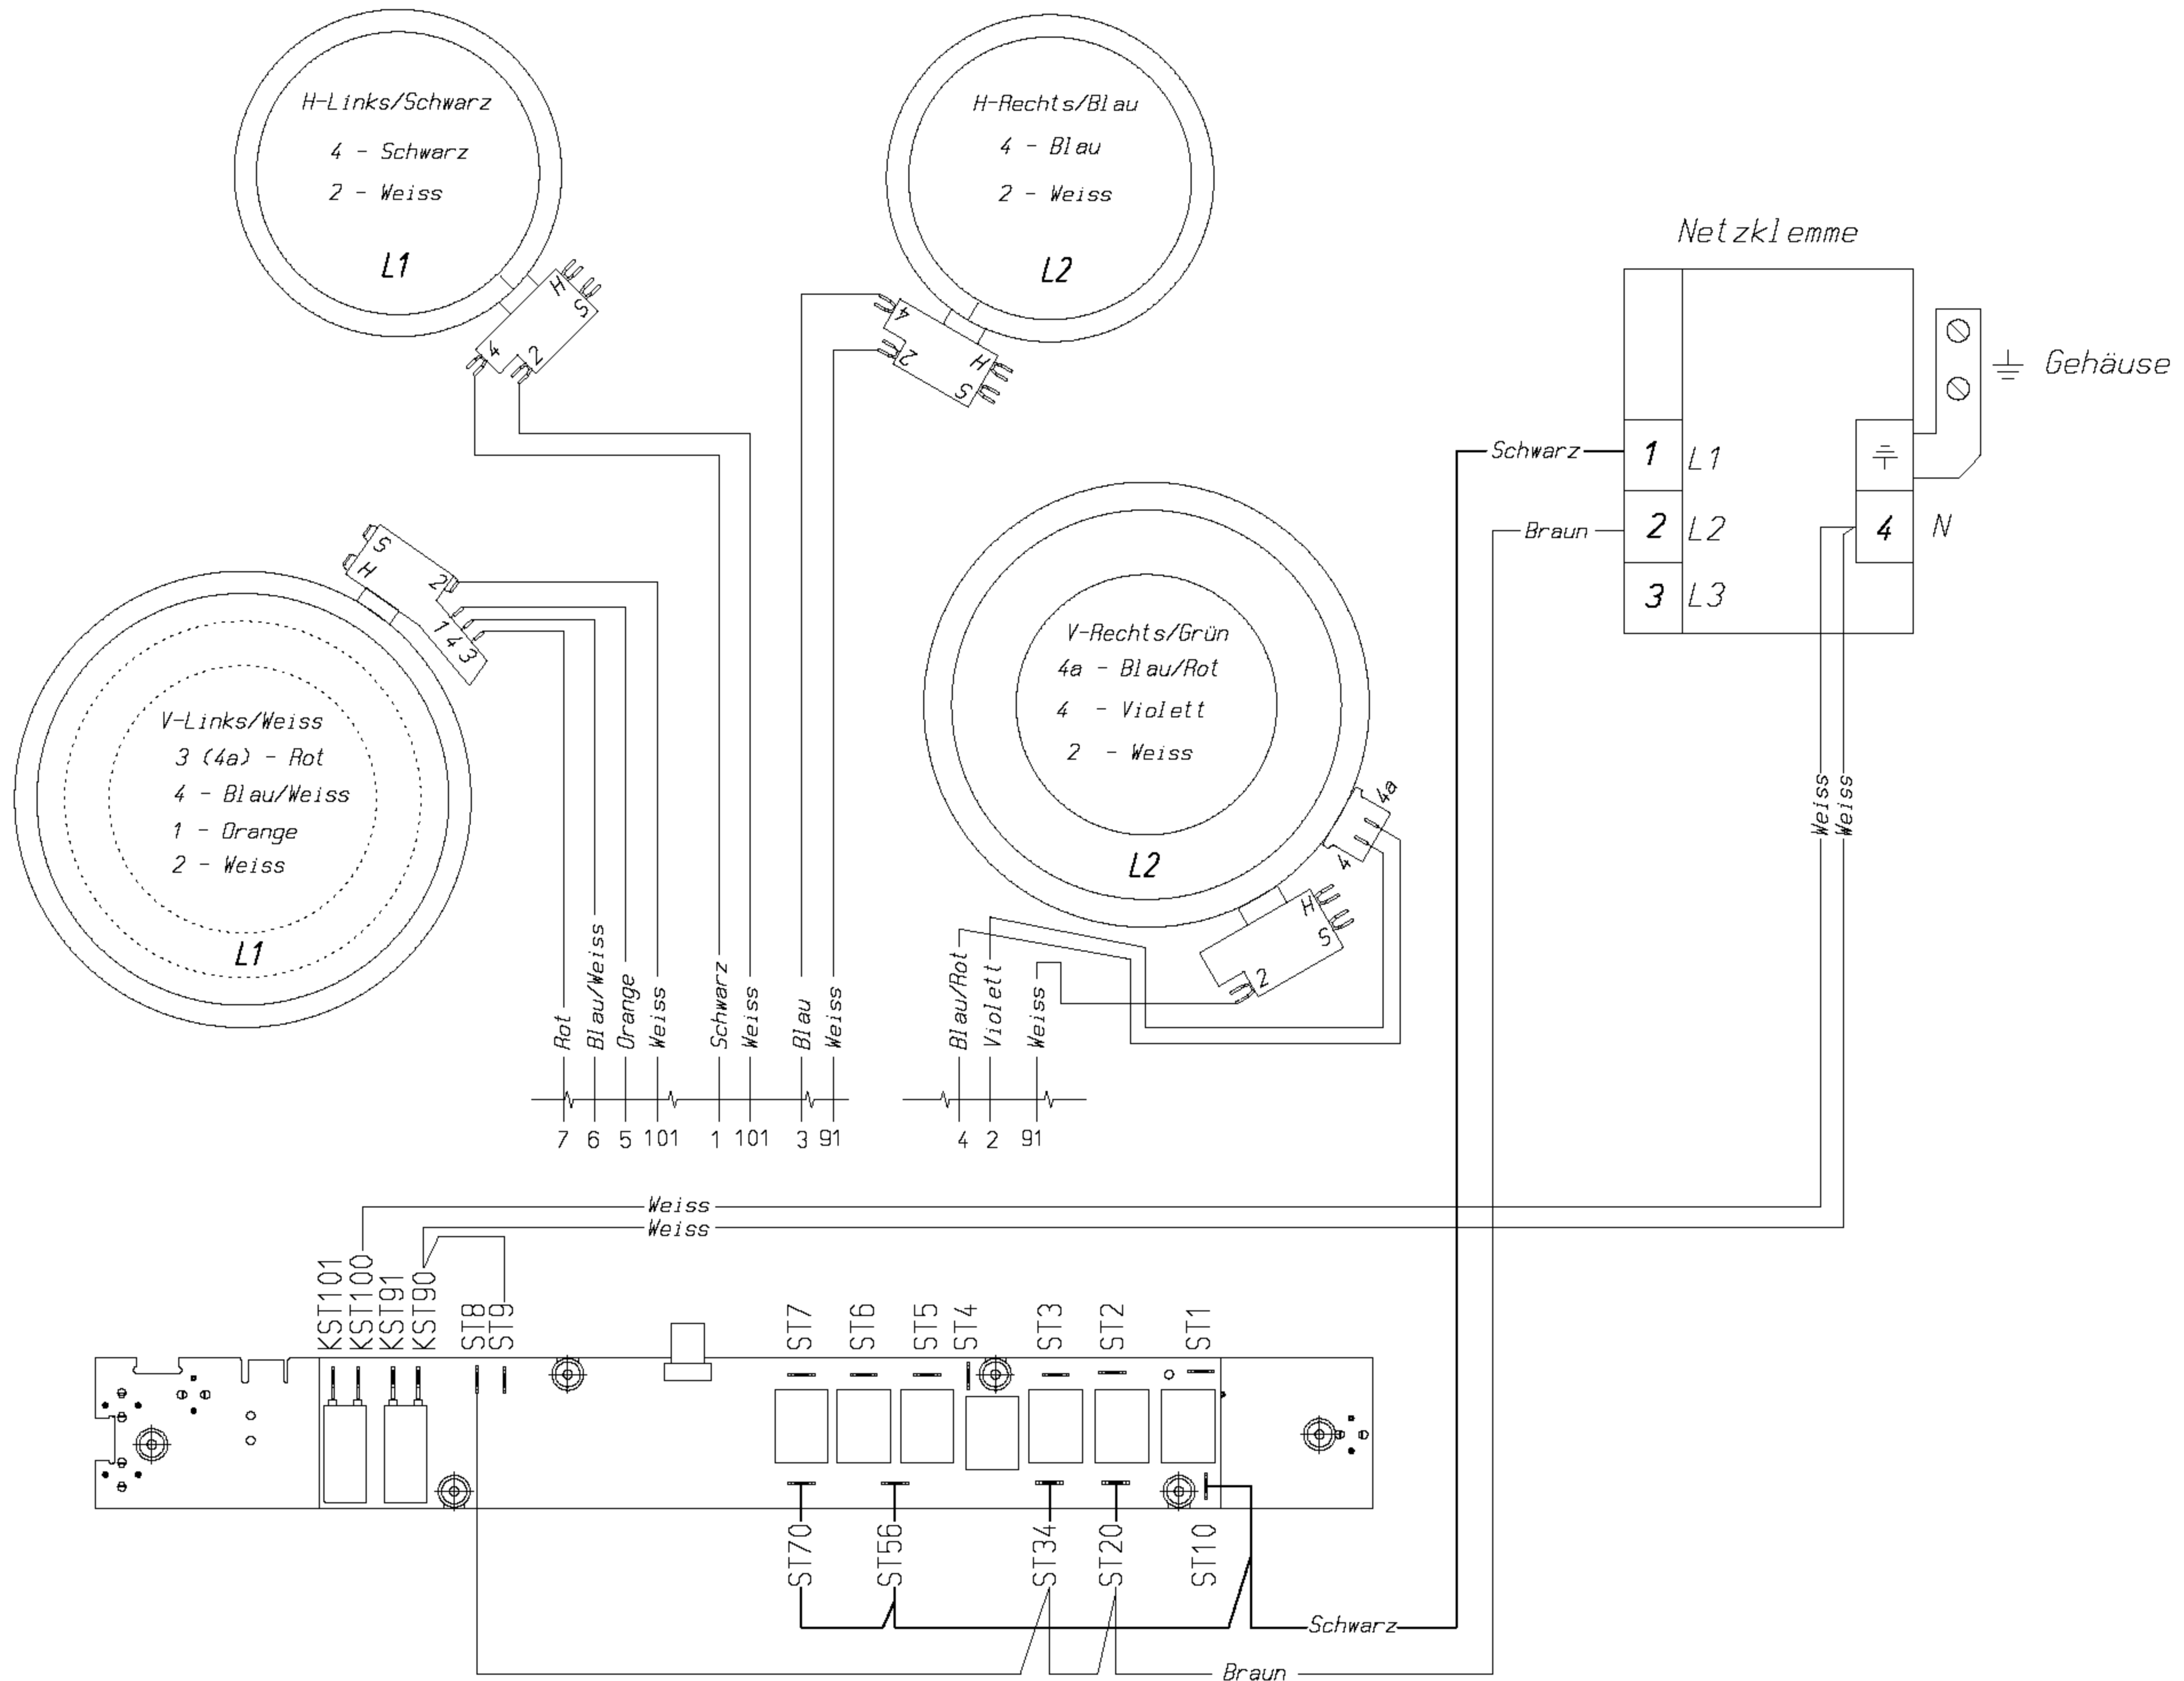 H-Links/Schwarz
4 - Schwarz
2 - Weiss
L1
H
S
4
2
H-Rechts/Blau
4 - Blau
2 - Weiss
L2
4
2
H
S
Netzklemme
Gehäuse
Schwarz
1 L1
Braun
2 L2
4 N
3 L3
S
H
2
1
4
3
V-Links/Weiss
3 (4a) - Rot
4 - Blau/Weiss
1 - Orange
2 - Weiss
L1
V-Rechts/Grün
4a - Blau/Rot
4 - Violett
2 - Weiss
L2
4a
4
H
S
2
Weiss
Weiss
Rot
Blau/Weiss
Orange
Weiss
Schwarz
Weiss
Blau
Weiss
Blau/Rot
Violett
Weiss
7 6 5 101 1 101 3 91 4 2 91
Weiss
Weiss
KST101
KST100
KST91
KST90
ST8
ST9
ST7
ST6
ST5
ST4
ST3
ST2
ST1
ST70
ST56
ST34
ST20
ST10
Schwarz
Braun